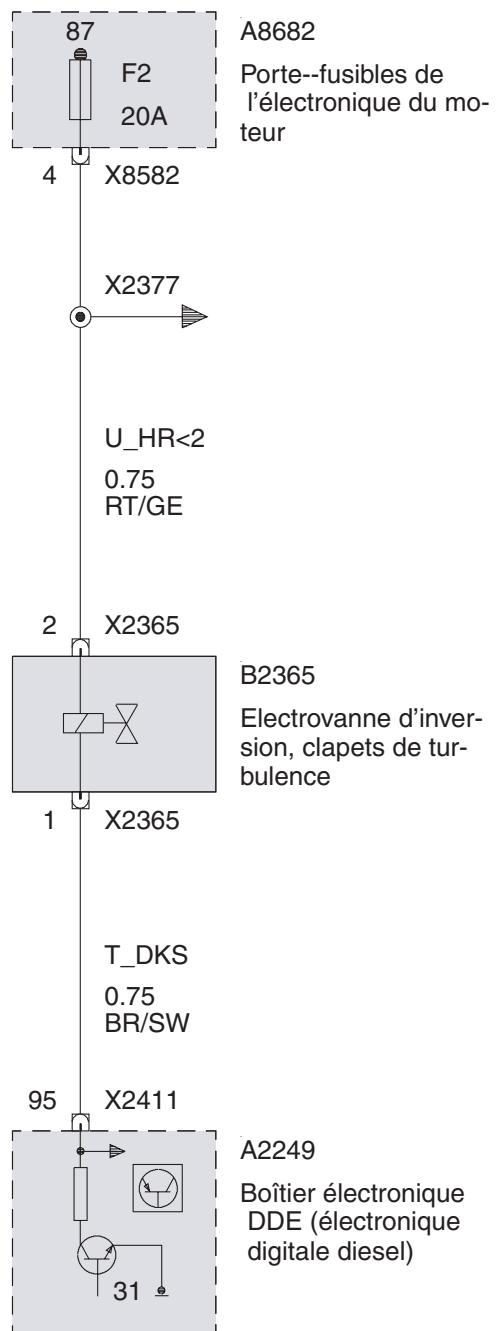 87
A8682
F2
20A
Porte--fusibles de
l'électronique du mo-
teur
4 X8582
X2377
U_HR<2
0.75
RT/GE
2 X2365
B2365
Electrovanne d'inver-
sion, clapets de tur-
bulence
1 X2365
T_DKS
0.75
BR/SW
95 X2411
A2249
Boîtier électronique
DDE (électronique
digitale diesel)
31